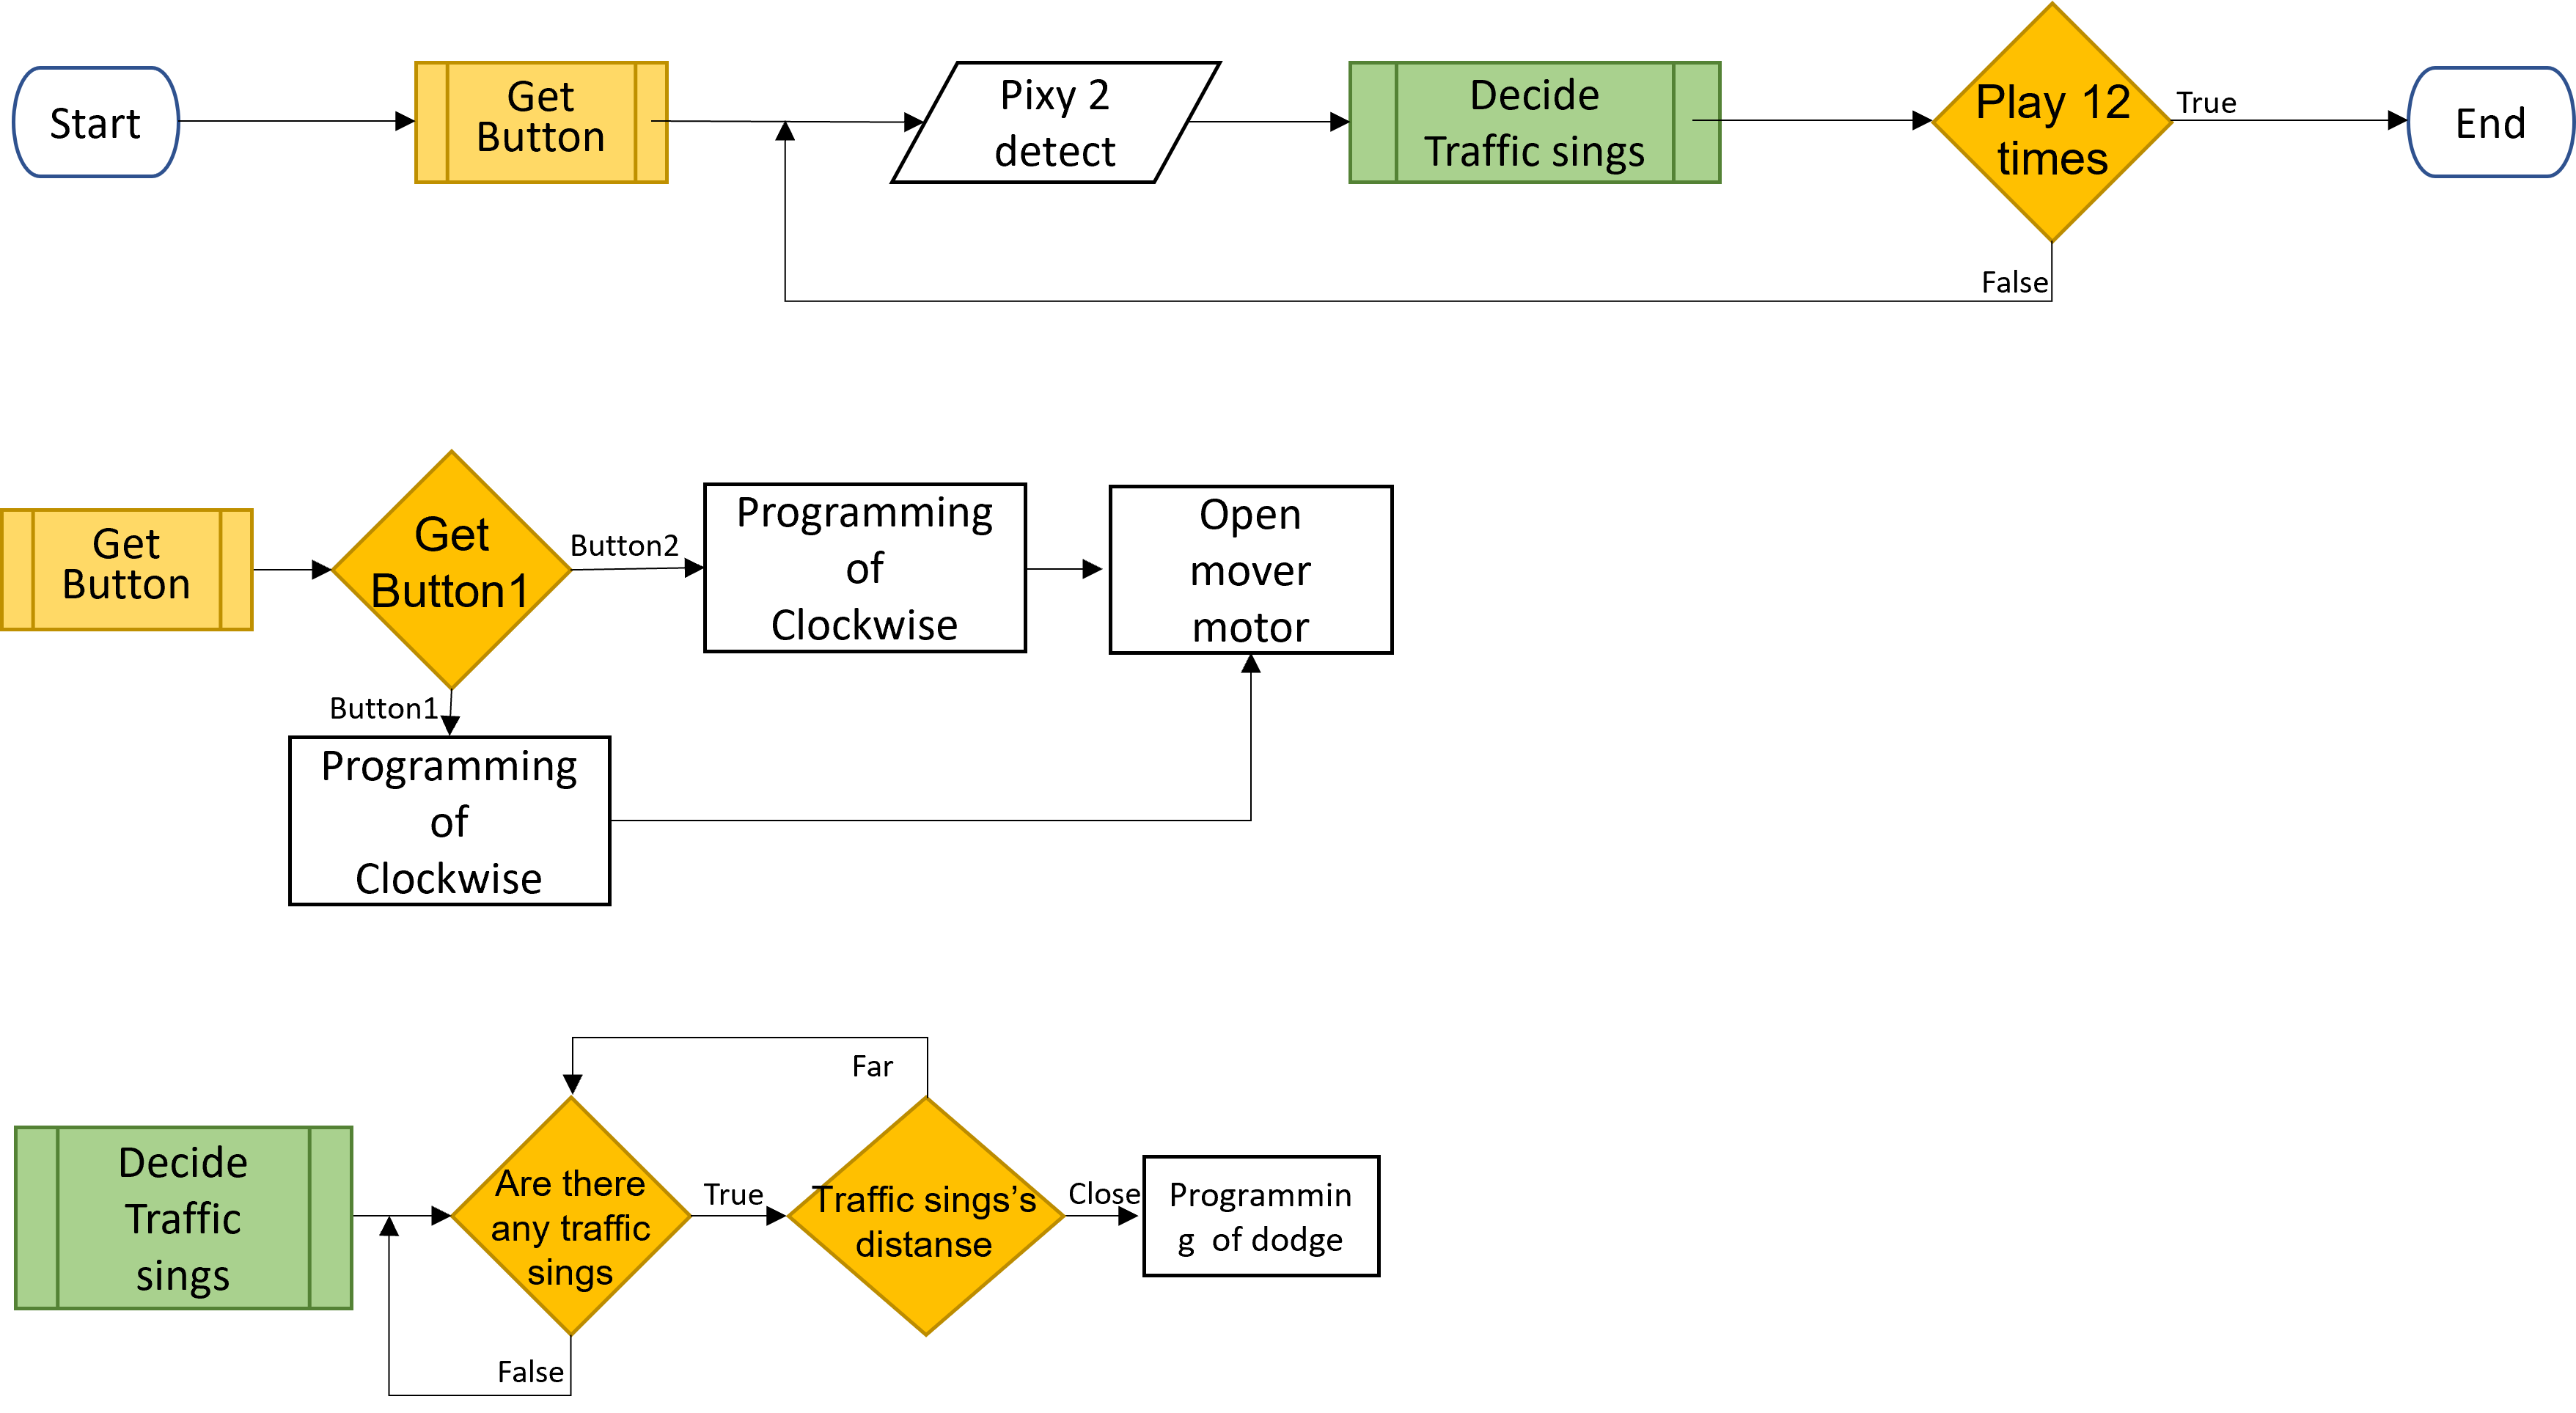 Start
Get
Button
Pixy 2
detect
Decide
Traffic sings
Play 12
times
True
End
False
Get
Button
Get
Button1
Button2
Programming
of
Clockwise
Open
mover
motor
Button1
Programming
of
Clockwise
Far
Decide
Traffic
sings
Are there
any traffic
sings
True
Traffic sings’s
distanse
Close
Programmin
g of dodge
False